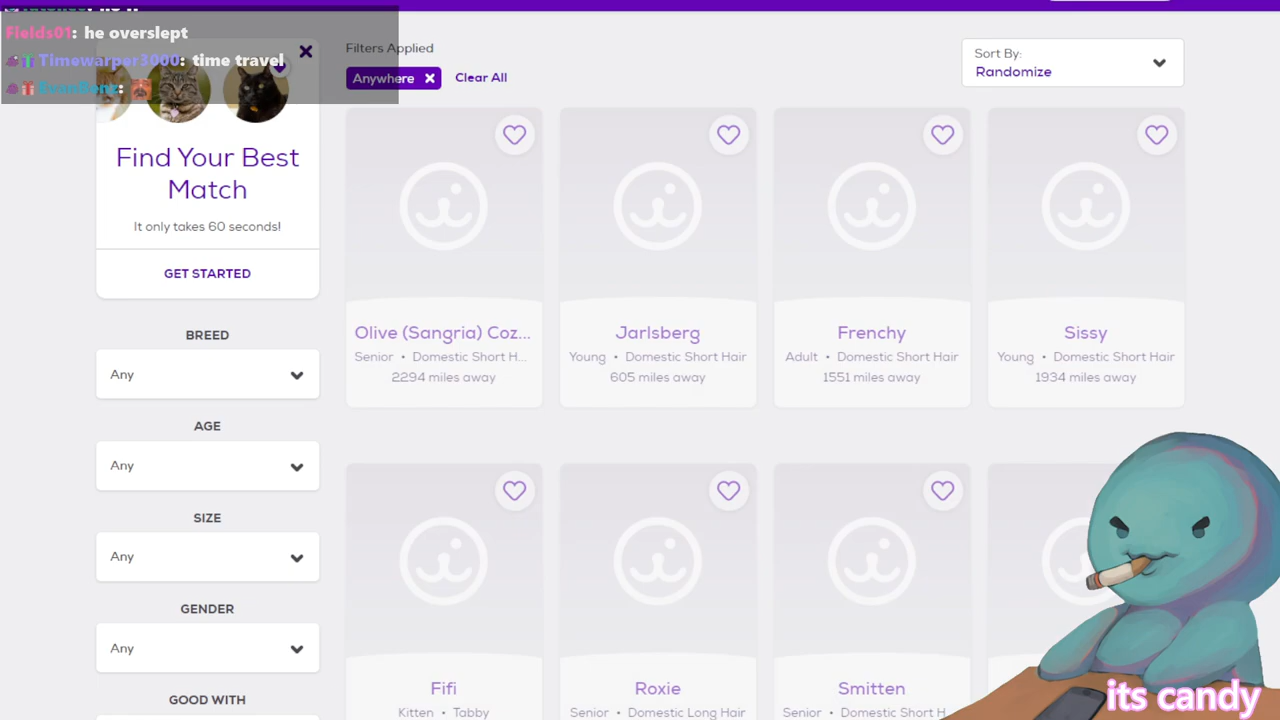 Fields01: he overslept
Timewarper3000: time travel
EvanBenz:
Filters Applied
Anywhere
Clear All
Sort By:
Randomize
Find Your Best
Match
It only takes 60 seconds!
GET STARTED
BREED
Any
AGE
Any
SIZE
Any
GENDER
Any
GOOD WITH
Olive (Sangria) Coz...
Senior • Domestic Short H...
2294 miles away
Jarlsberg
Young • Domestic Short Hair
605 miles away
Frenchy
Adult • Domestic Short Hair
1551 miles away
Sissy
Young • Domestic Short Hair
1934 miles away
Fifi
Kitten • Tabby
Roxie
Senior • Domestic Long Hair
Smitten
Senior • Domestic Short H
its candy